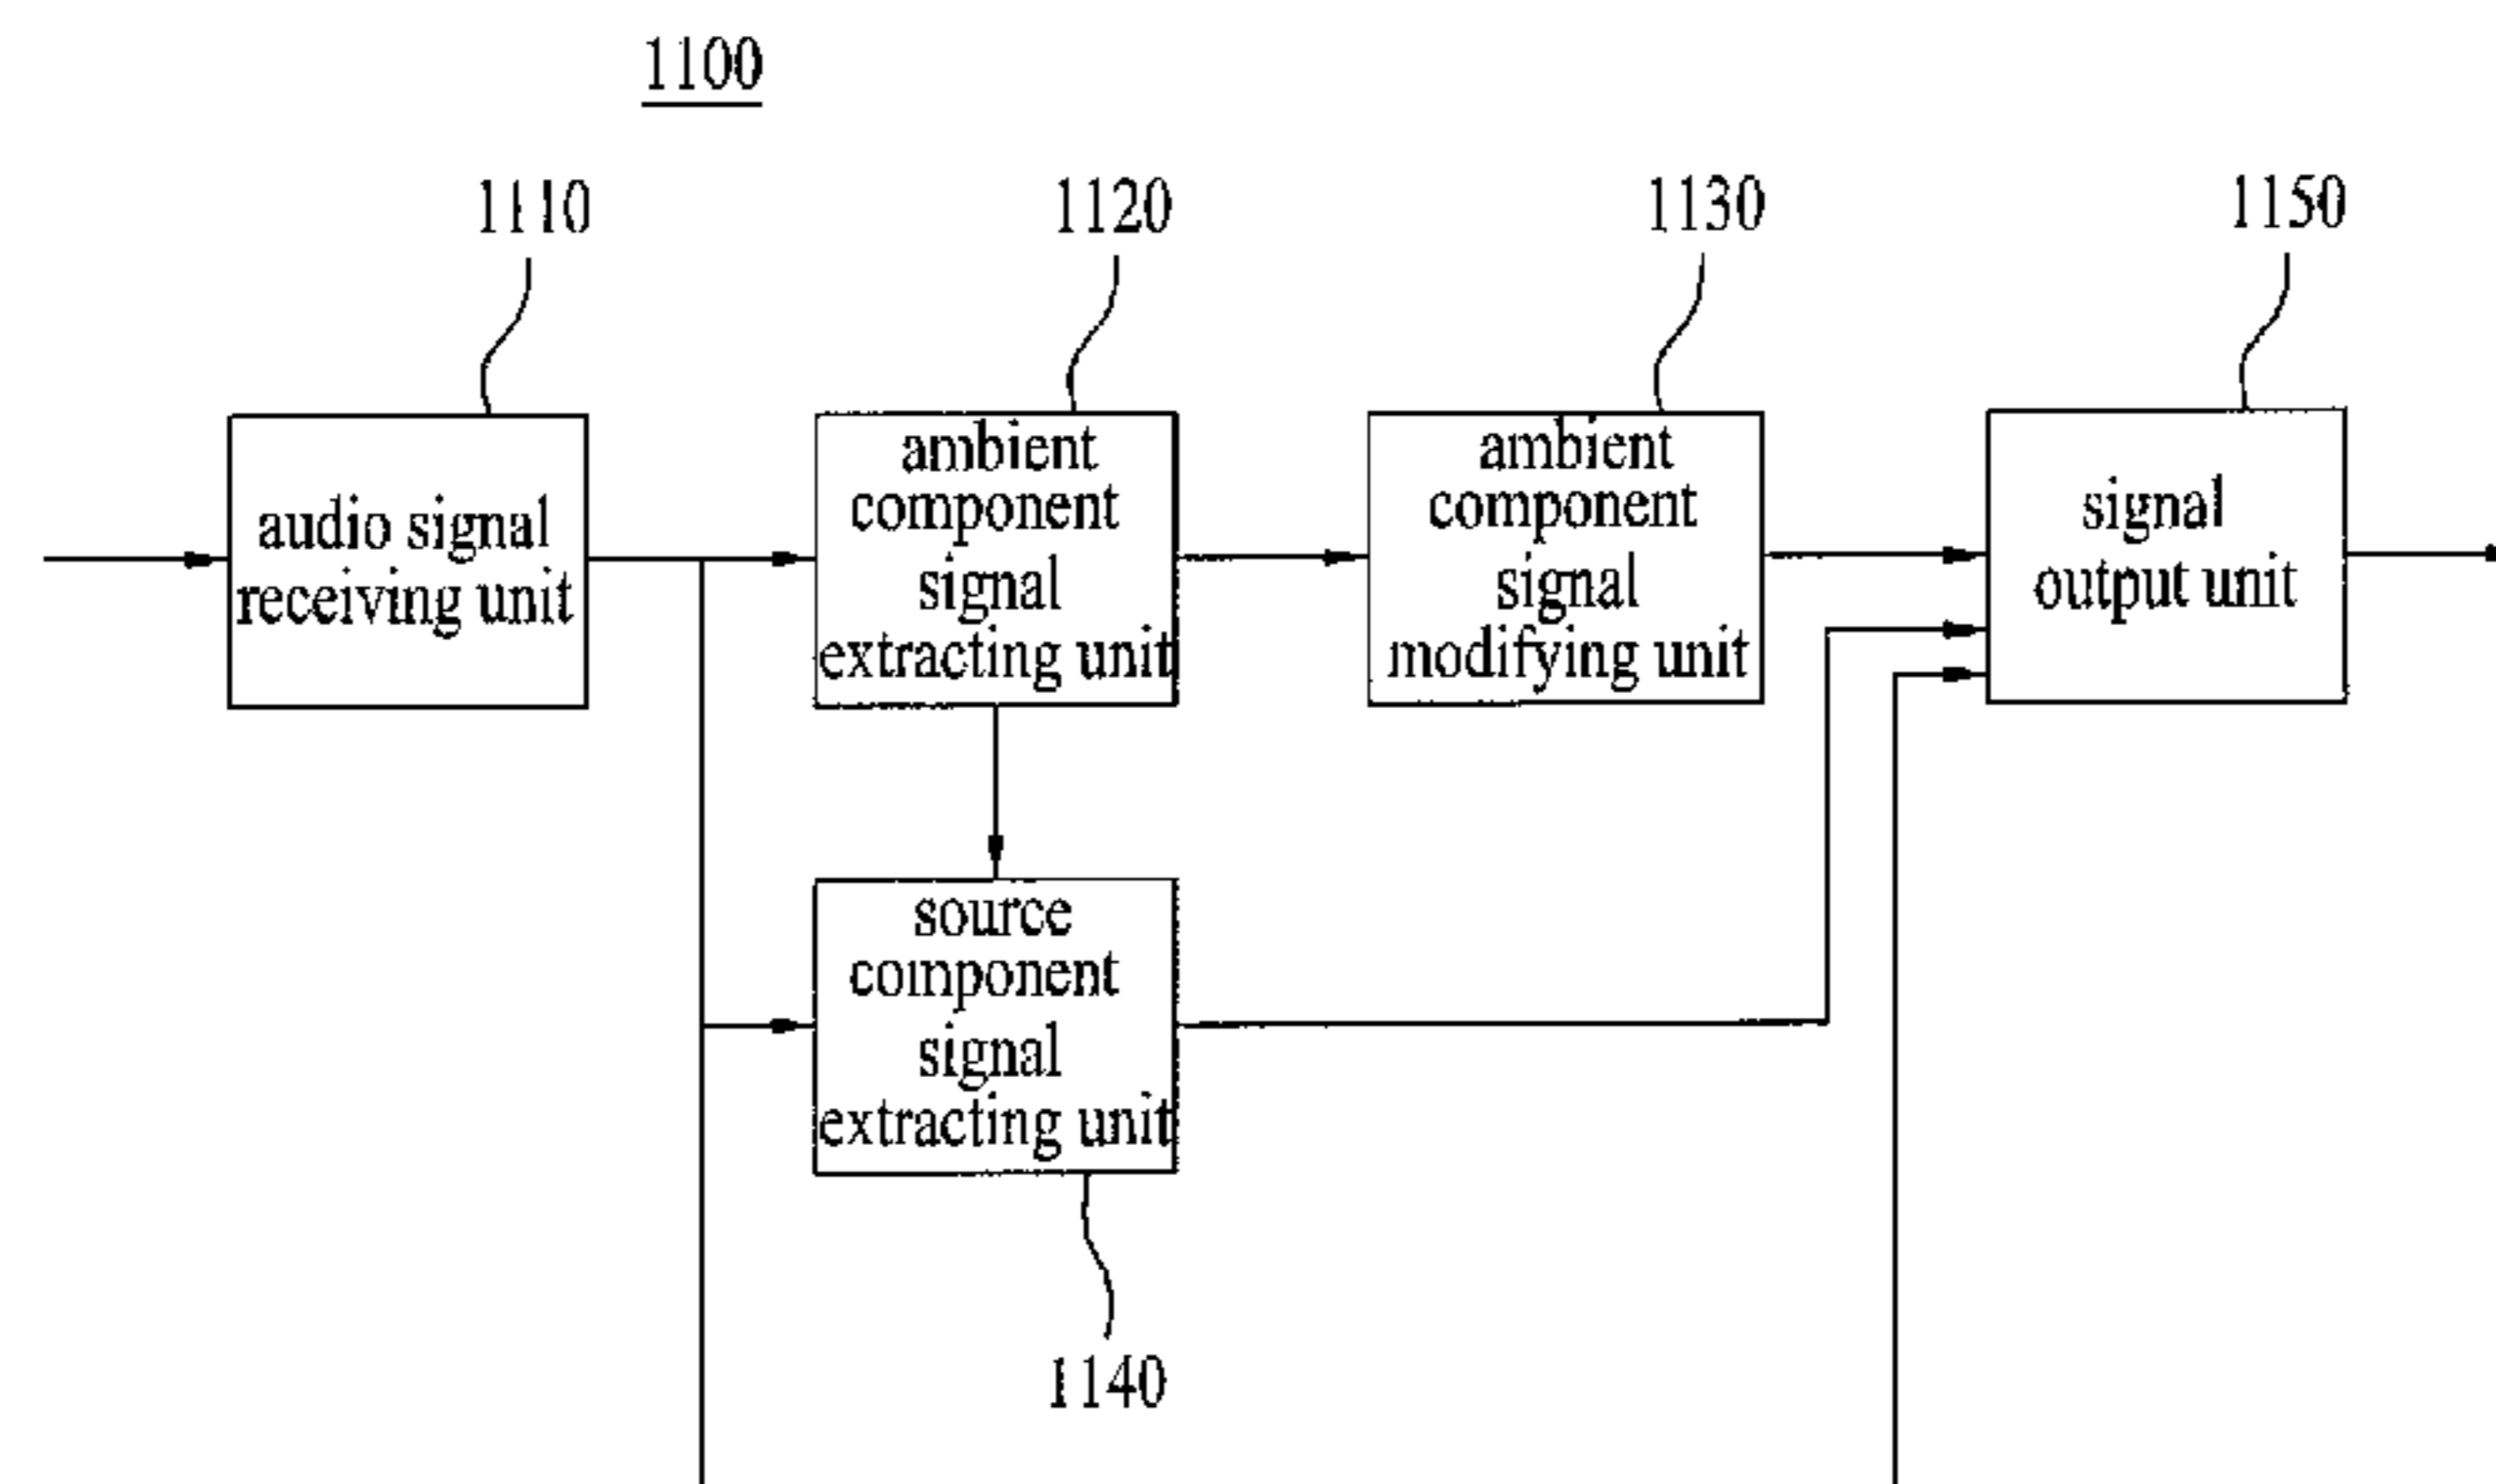 1100
1110
1120
1130
1150
audio signal
receiving unit
ambient
component
signal
extracting unit
ambient
component
signal
modifying unit
signal
output unit
source
component
signal
extracting unit
1140